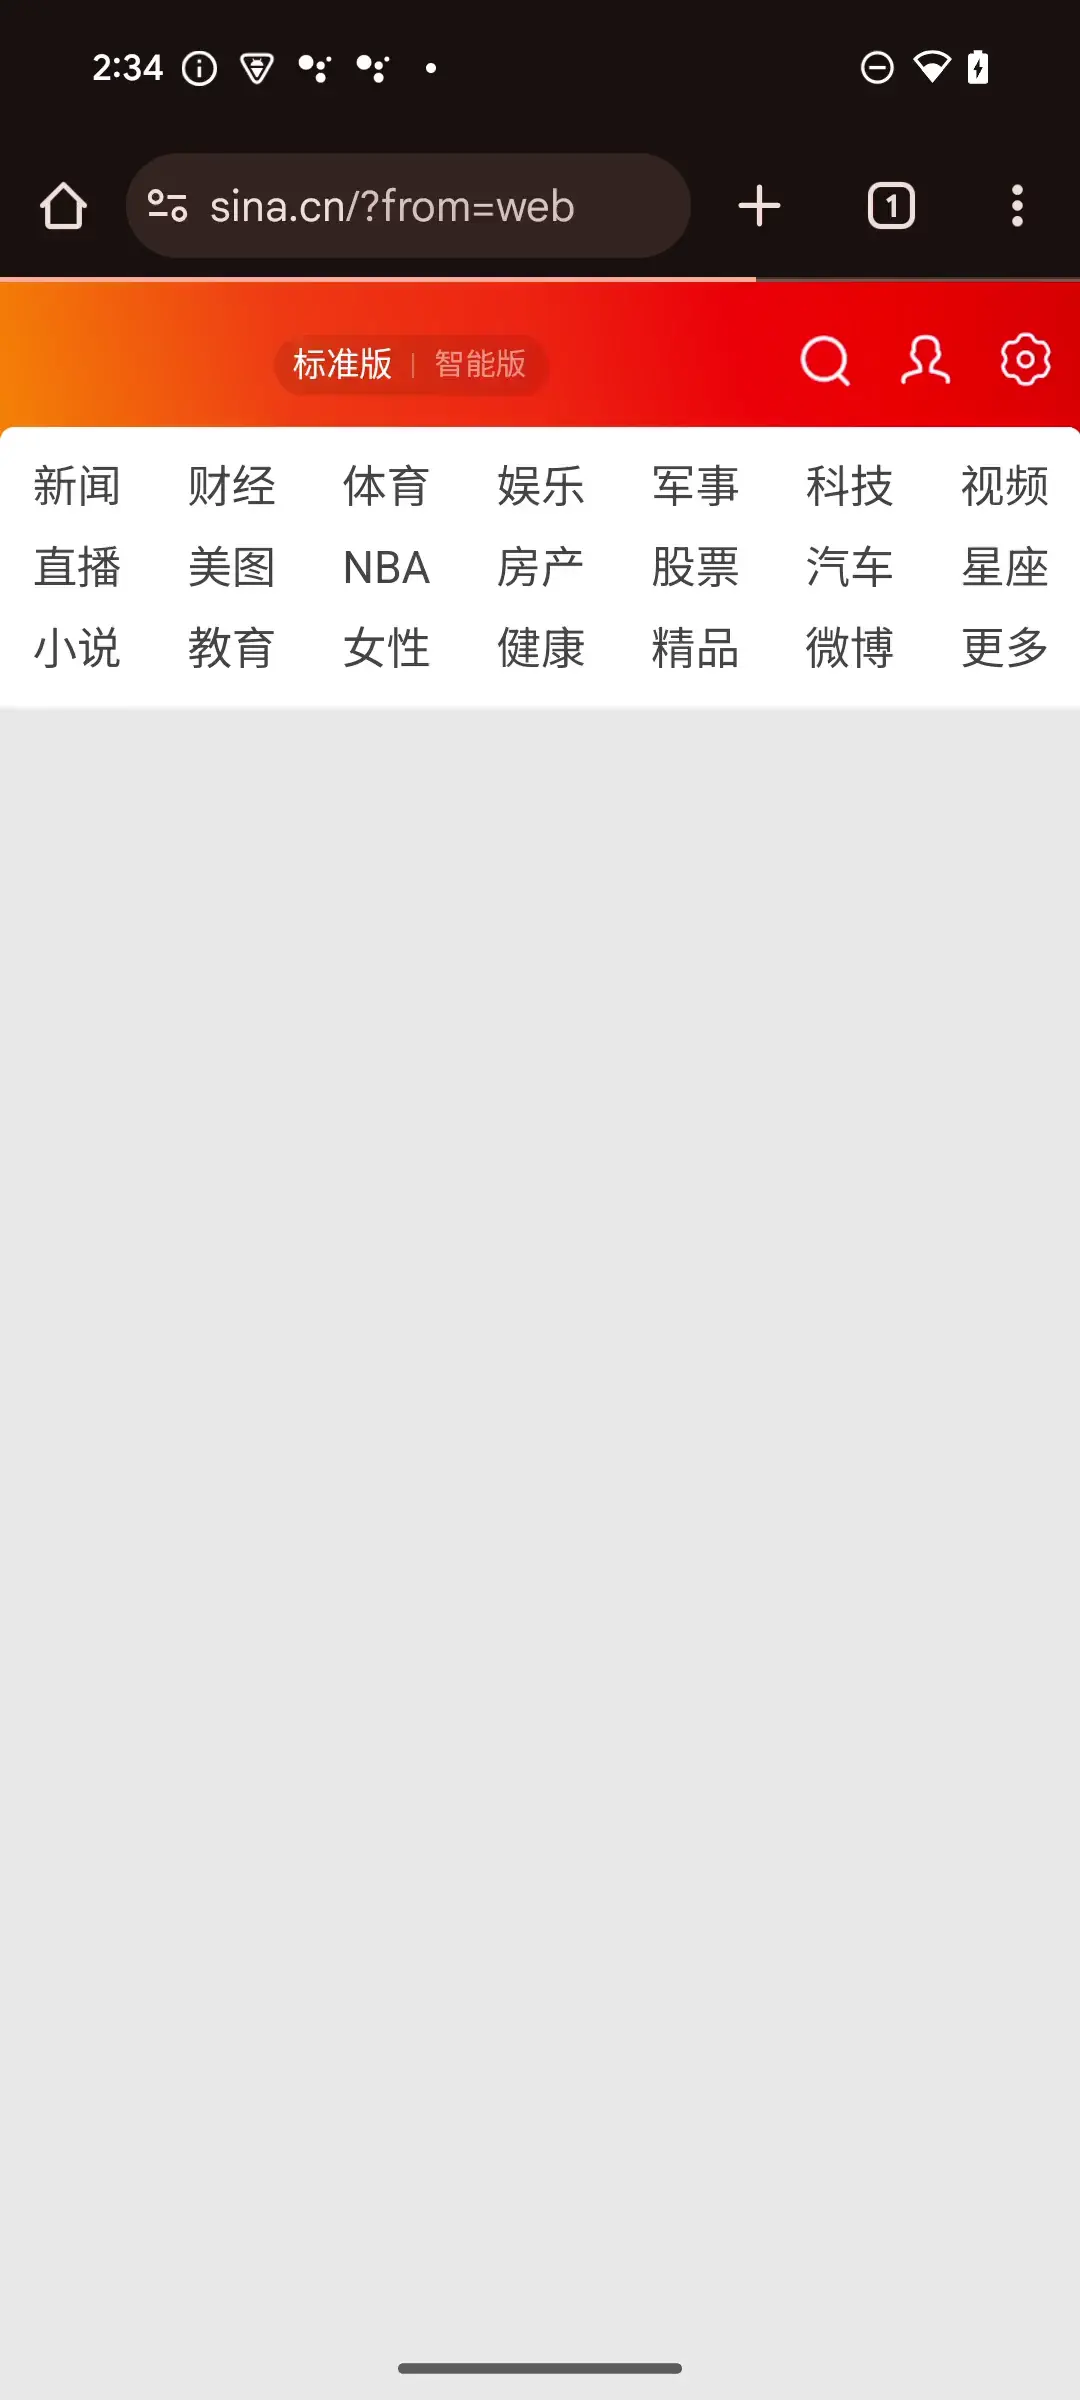 2:34
sina.cn/?from=web
1
标准版 | 智能版
新闻 财经 体育 娱乐 军事 科技 视频
直播 美图 NBA 房产 股票 汽车 星座
小说 教育 女性 健康 精品 微博 更多